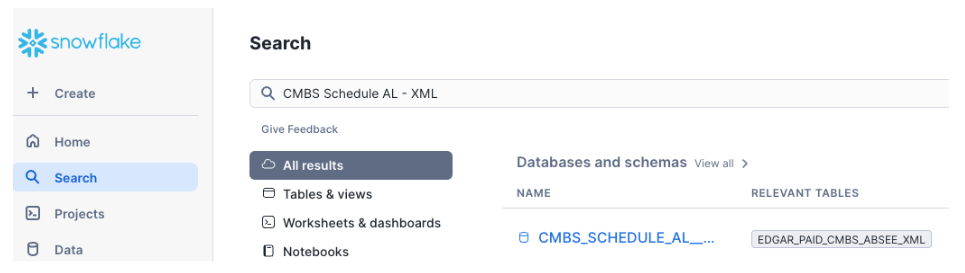 snowflake
Create
Home
Search
Projects
Data
Search
CMBS Schedule AL - XML
Give Feedback
All results
Tables & views
Worksheets & dashboards
Notebooks
Databases and schemas View all
NAME RELEVANT TABLES
CMBS_SCHEDULE_AL__... EDGAR_PAID_CMBS_ABSEE_XML